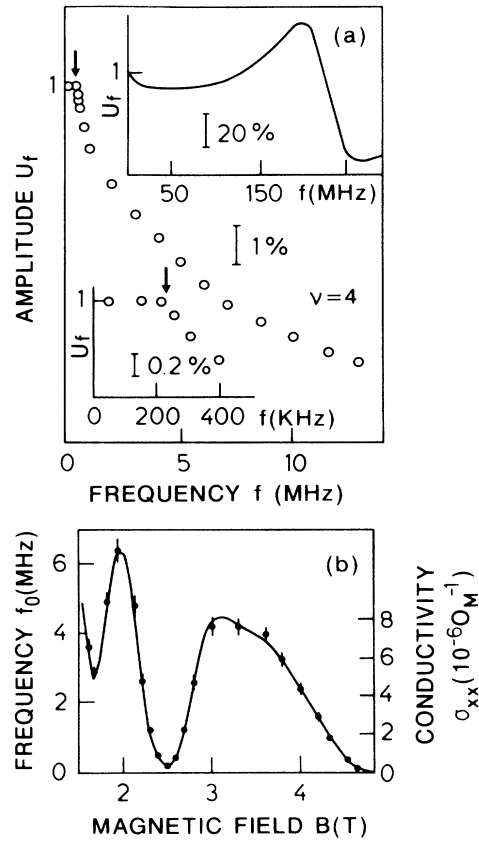 (a)
1
U_f
20%
50 150 f(MHz)
AMPLITUDE U_f
1
1%
ν=4
1
U_f
0.2%
0 200 400 f(KHz)
0 5 10
FREQUENCY f (MHz)
(b)
FREQUENCY f_0(MHz)
6
4
2
0
8
6
4
2
0
CONDUCTIVITY
σ_xx(10^-6 O_M^-1)
2 3 4
MAGNETIC FIELD B(T)